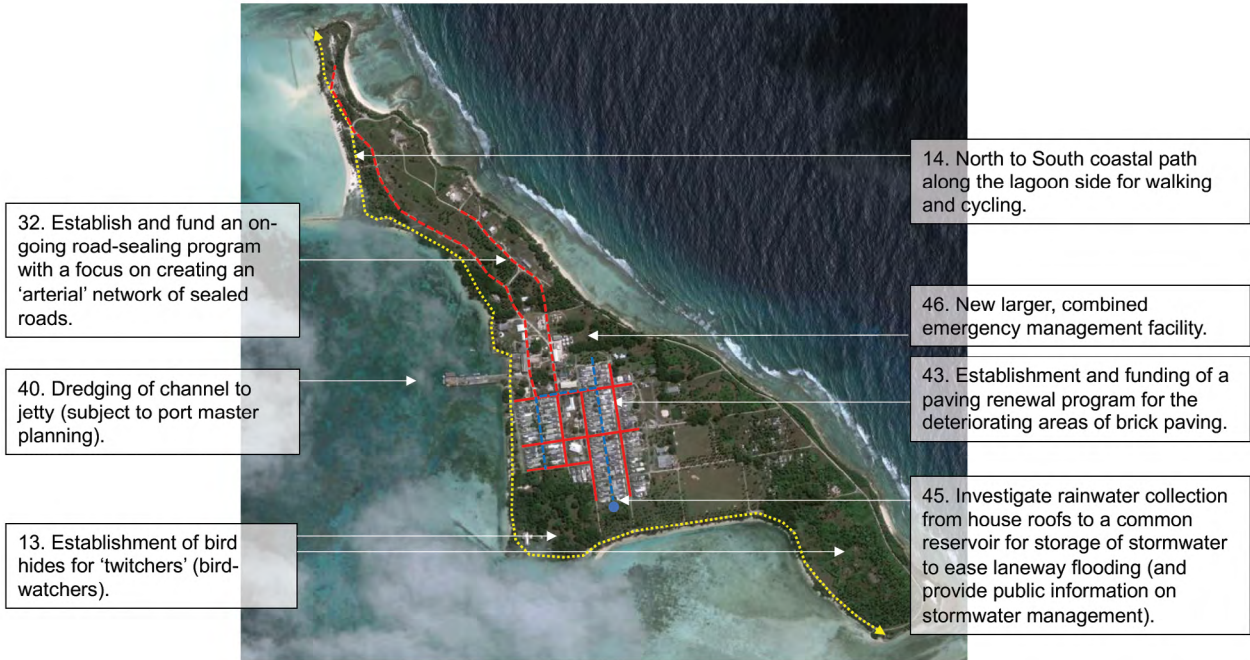 32. Establish and fund an on-
going road-sealing program
with a focus on creating an
‘arterial’ network of sealed
roads.
40. Dredging of channel to
jetty (subject to port master
planning).
13. Establishment of bird
hides for ‘twitchers’ (bird-
watchers).
14. North to South coastal path
along the lagoon side for walking
and cycling.
46. New larger, combined
emergency management facility.
43. Establishment and funding of a
paving renewal program for the
deteriorating areas of brick paving.
45. Investigate rainwater collection
from house roofs to a common
reservoir for storage of stormwater
to ease laneway flooding (and
provide public information on
stormwater management).